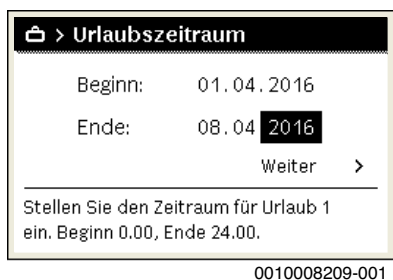 > Urlaubszeitraum
Beginn: 01.04.2016
Ende: 08.04 2016
Weiter >
Stellen Sie den Zeitraum für Urlaub 1
ein. Beginn 0.00, Ende 24.00.
0010008209-001